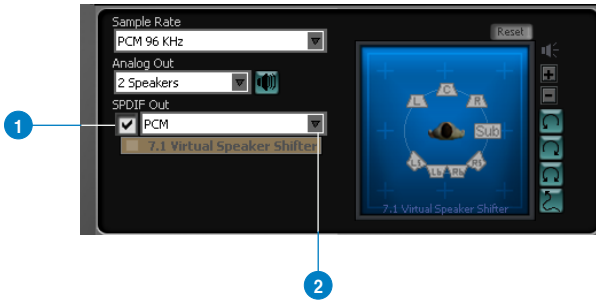 Sample Rate
PCM 96 KHz
Analog Out
2 Speakers
SPDIF Out
PCM
7.1 Virtual Speaker Shifter
Reset
C
L
R
Sub
Ls
Lb
Rb
Rs
7.1 Virtual Speaker Shifter
1
2